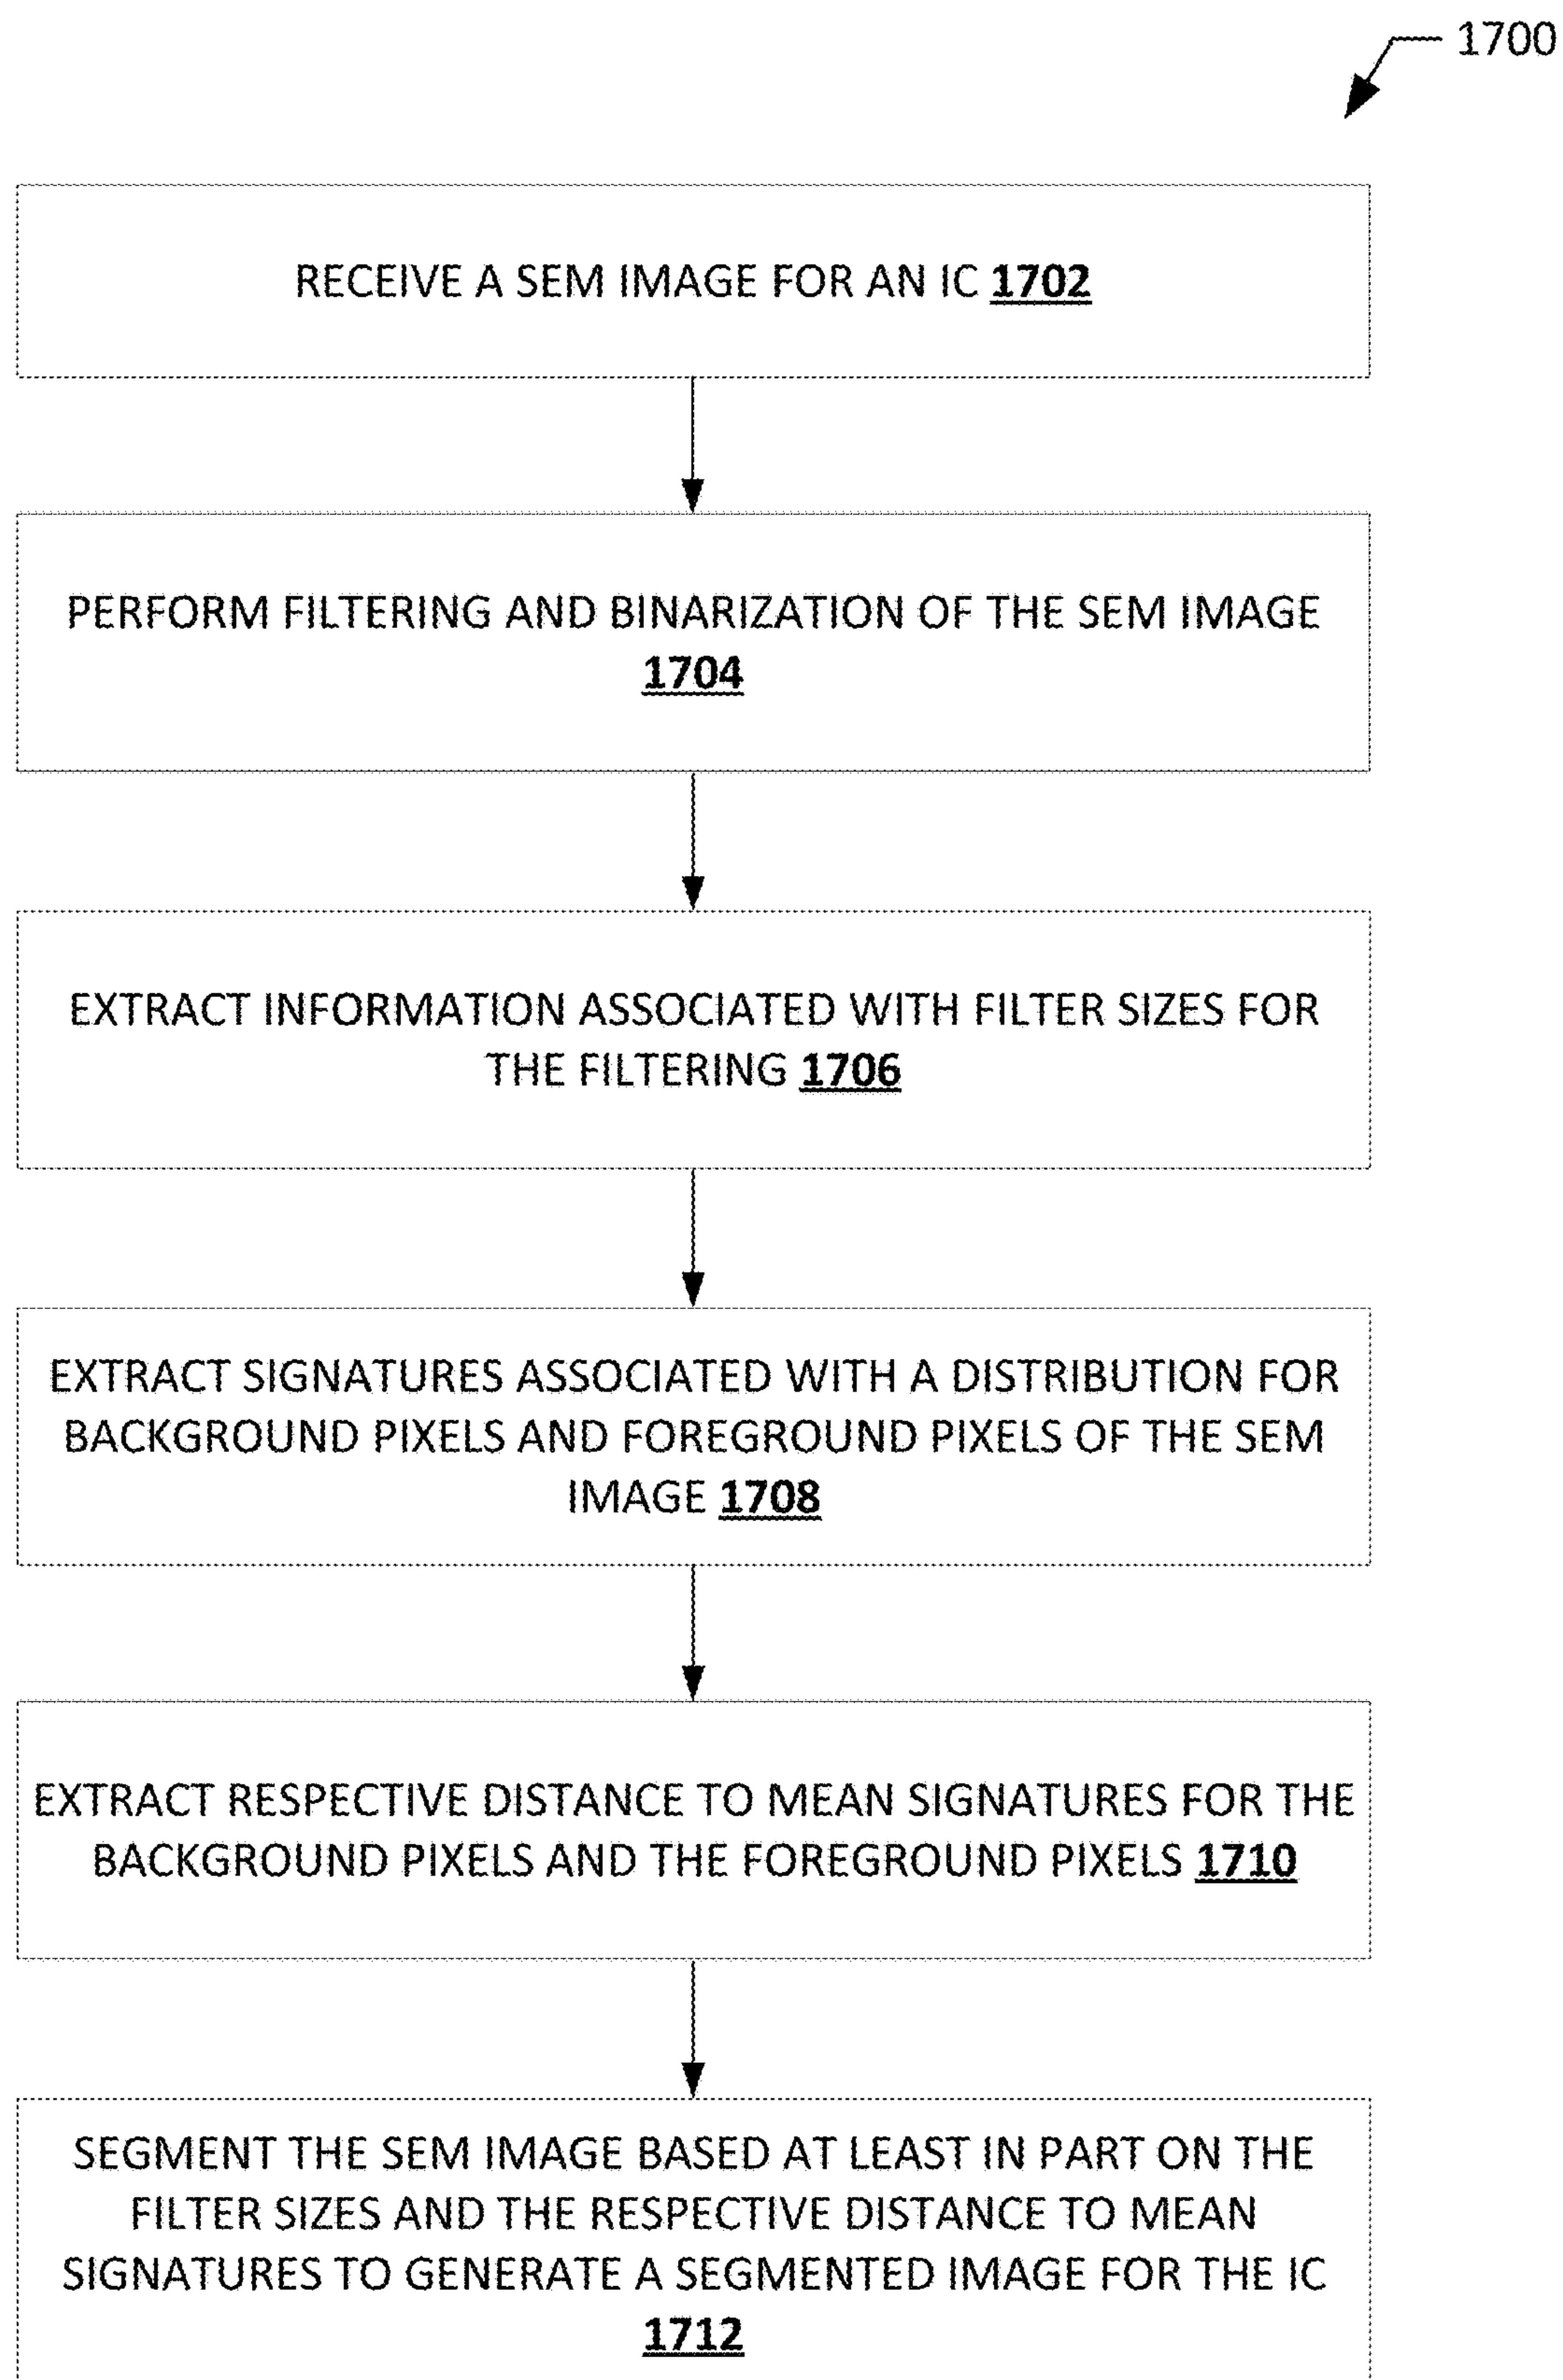 1700
RECEIVE A SEM IMAGE FOR AN IC 1702
PERFORM FILTERING AND BINARIZATION OF THE SEM IMAGE
1704
EXTRACT INFORMATION ASSOCIATED WITH FILTER SIZES FOR
THE FILTERING 1706
EXTRACT SIGNATURES ASSOCIATED WITH A DISTRIBUTION FOR
BACKGROUND PIXELS AND FOREGROUND PIXELS OF THE SEM
IMAGE 1708
EXTRACT RESPECTIVE DISTANCE TO MEAN SIGNATURES FOR THE
BACKGROUND PIXELS AND THE FOREGROUND PIXELS 1710
SEGMENT THE SEM IMAGE BASED AT LEAST IN PART ON THE
FILTER SIZES AND THE RESPECTIVE DISTANCE TO MEAN
SIGNATURES TO GENERATE A SEGMENTED IMAGE FOR THE IC
1712